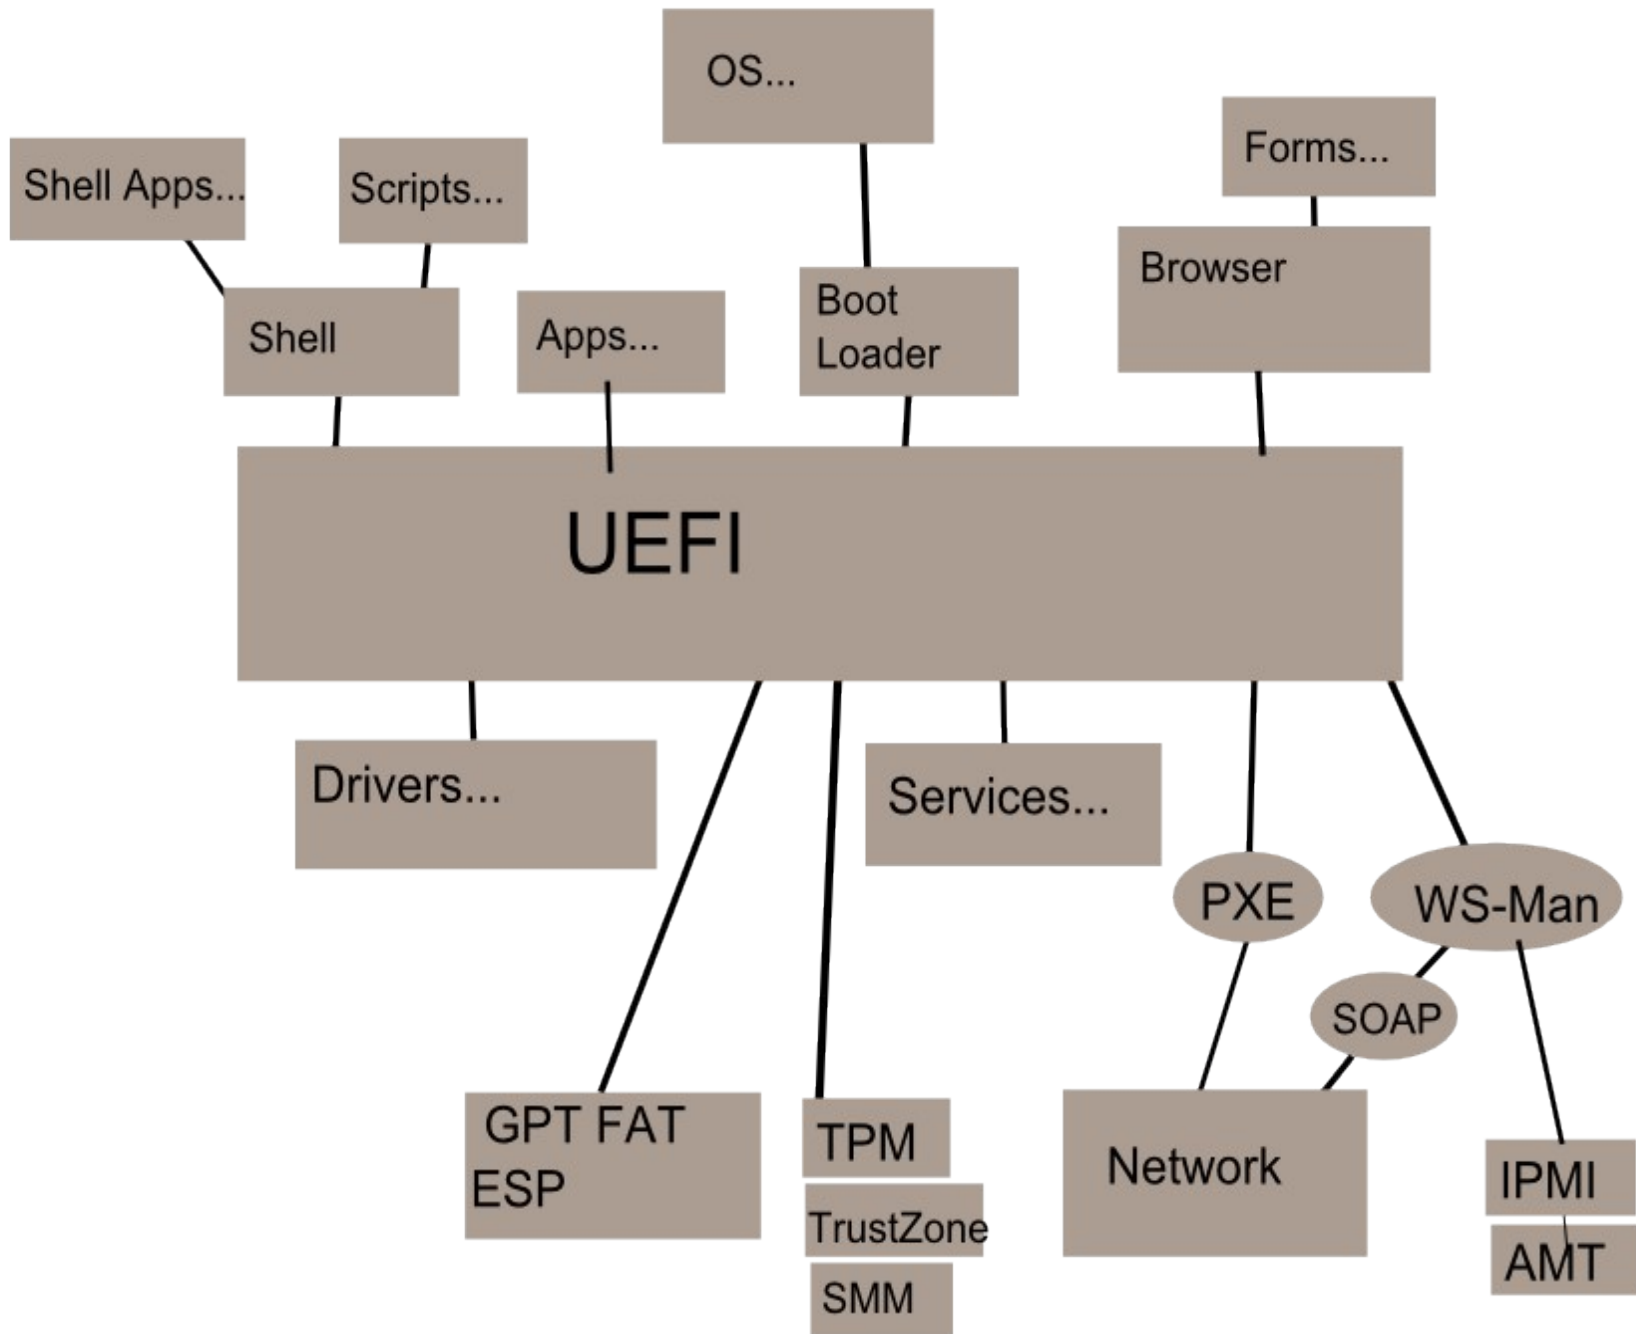 OS...
Forms...
Shell Apps...
Scripts...
Browser
Boot
Loader
Shell
Apps...
UEFI
Drivers...
Services...
PXE
WS-Man
SOAP
GPT FAT
ESP
TPM
TrustZone
SMM
Network
IPMI
AMT